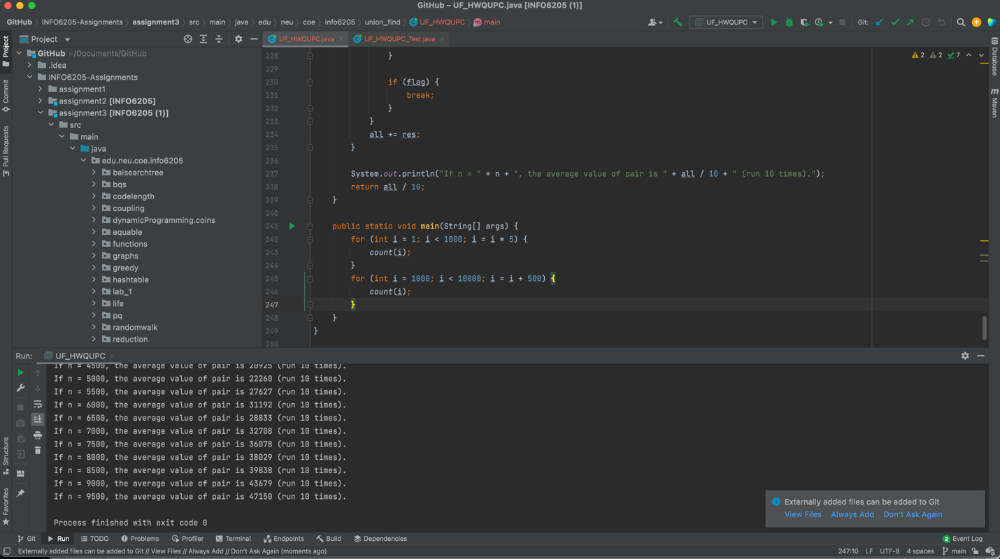 GitHub – UF_HWQUPC.java [INFO6205 (1)]
GitHub INFO6205-Assignments assignment3 src main java edu neu coe info6205 union_find UF_HWQUPC main
UF_HWQUPC Git:
Project
UF_HWQUPC.java UF_HWQUPC_Test.java
Project
Commit
Pull Requests
Structure
Favorites
Database
Maven
GitHub ~/Documents/GitHub
.idea
INFO6205-Assignments
assignment1
assignment2 [INFO6205]
assignment3 [INFO6205 (1)]
src
main
java
edu.neu.coe.info6205
balsearchtree
bqs
codelength
coupling
dynamicProgramming.coins
equable
functions
graphs
greedy
hashtable
lab_1
life
pq
randomwalk
reduction
2 2 7
228 }
229
230 if (flag) {
231 break;
232 }
233 }
234 all += res;
235 }
236
237 System.out.println("If n = " + n + ", the average value of pair is " + all / 10 + " (run 10 times).");
238 return all / 10;
239 }
240
241 public static void main(String[] args) {
242 for (int i = 1; i < 1000; i = i * 5) {
243 count(i);
244 }
245 for (int i = 1000; i < 10000; i = i + 500) {
246 count(i);
247 }
248 }
249 }
250
Run: UF_HWQUPC
If n = 4500, the average value of pair is 20925 (run 10 times).
If n = 5000, the average value of pair is 22260 (run 10 times).
If n = 5500, the average value of pair is 27627 (run 10 times).
If n = 6000, the average value of pair is 31192 (run 10 times).
If n = 6500, the average value of pair is 28833 (run 10 times).
If n = 7000, the average value of pair is 32708 (run 10 times).
If n = 7500, the average value of pair is 36078 (run 10 times).
If n = 8000, the average value of pair is 38029 (run 10 times).
If n = 8500, the average value of pair is 39838 (run 10 times).
If n = 9000, the average value of pair is 43679 (run 10 times).
If n = 9500, the average value of pair is 47150 (run 10 times).
Process finished with exit code 0
Externally added files can be added to Git
View Files Always Add Don't Ask Again
Git Run TODO Problems Profiler Terminal Endpoints Build Dependencies 2 Event Log
Externally added files can be added to Git // View Files // Always Add // Don't Ask Again (moments ago) 247:10 LF UTF-8 4 spaces main